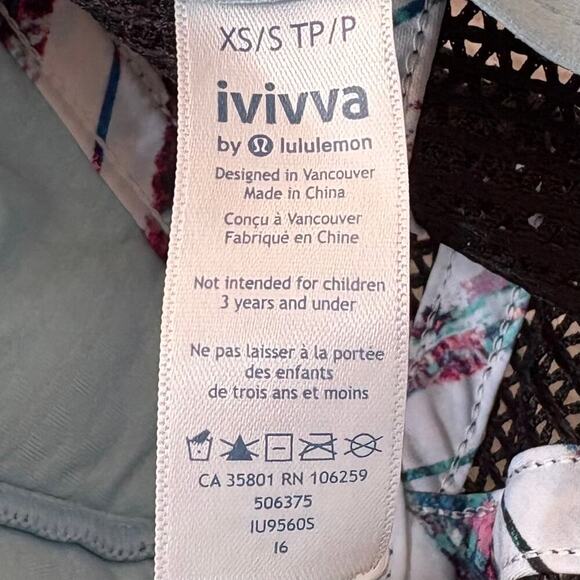 XS/S TP/P
ivivva
by lululemon
Designed in Vancouver
Made in China
Conçu à Vancouver
Fabriqué en Chine
Not intended for children
3 years and under
Ne pas laisser à la portée
des enfants
de trois ans et moins
CA 35801 RN 106259
506375
IU9560S
16